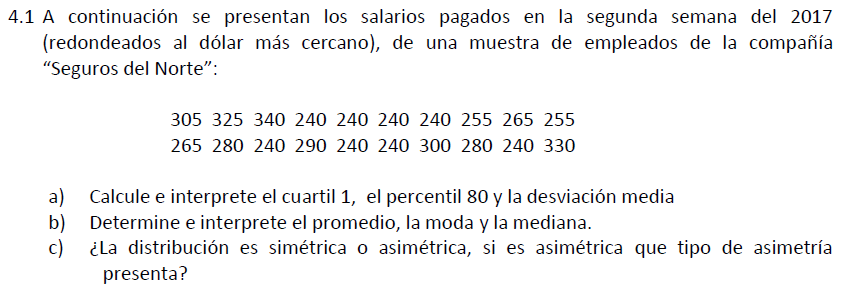 4.1 A continuación se presentan los salarios pagados en la segunda semana del 2017
(redondeados al dólar más cercano), de una muestra de empleados de la compañía
“Seguros del Norte”:
305 325 340 240 240 240 240 255 265 255
265 280 240 290 240 240 300 280 240 330
a) Calcule e interprete el cuartil 1, el percentil 80 y la desviación media
b) Determine e interprete el promedio, la moda y la mediana.
c) ¿La distribución es simétrica o asimétrica, si es asimétrica que tipo de asimetría
presenta?